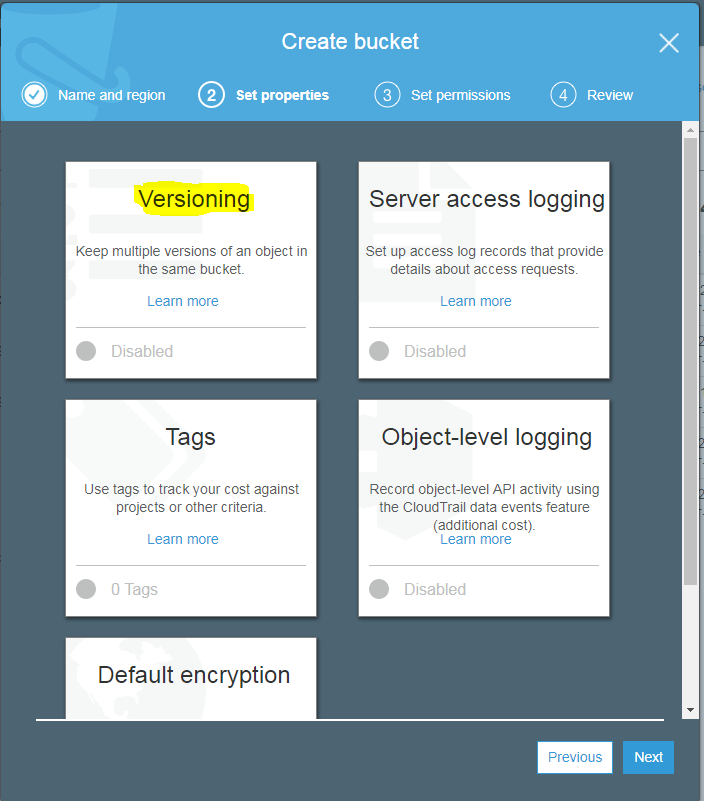 Create bucket
Name and region
2 Set properties
3 Set permissions
4 Review
Versioning
Keep multiple versions of an object in
the same bucket.
Learn more
Disabled
Server access logging
Set up access log records that provide
details about access requests.
Learn more
Disabled
Tags
Use tags to track your cost against
projects or other criteria.
Learn more
0 Tags
Object-level logging
Record object-level API activity using
the CloudTrail data events feature
(additional cost).
Learn more
Disabled
Default encryption
Previous
Next